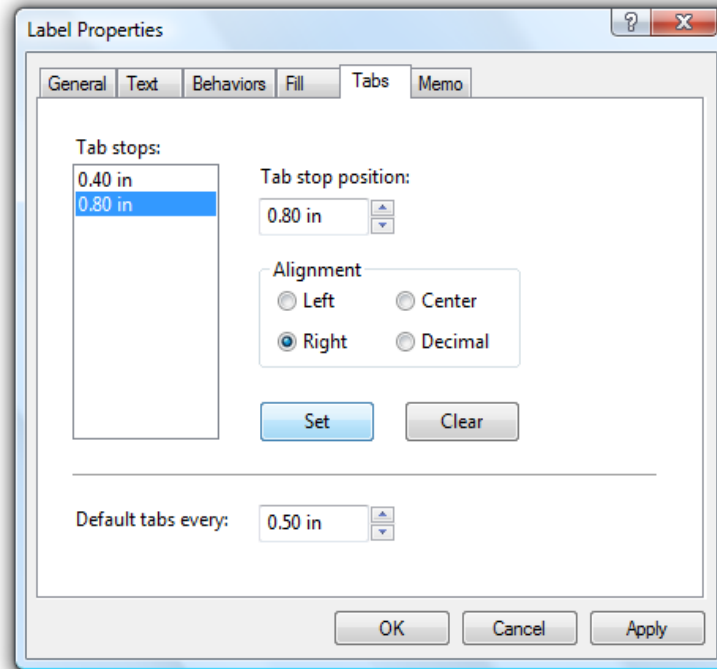 Label Properties
General Text Behaviors Fill Tabs Memo
Tab stops:
0.40 in
0.80 in
Tab stop position:
0.80 in
Alignment
Left Center
Right Decimal
Set Clear
Default tabs every: 0.50 in
OK Cancel Apply